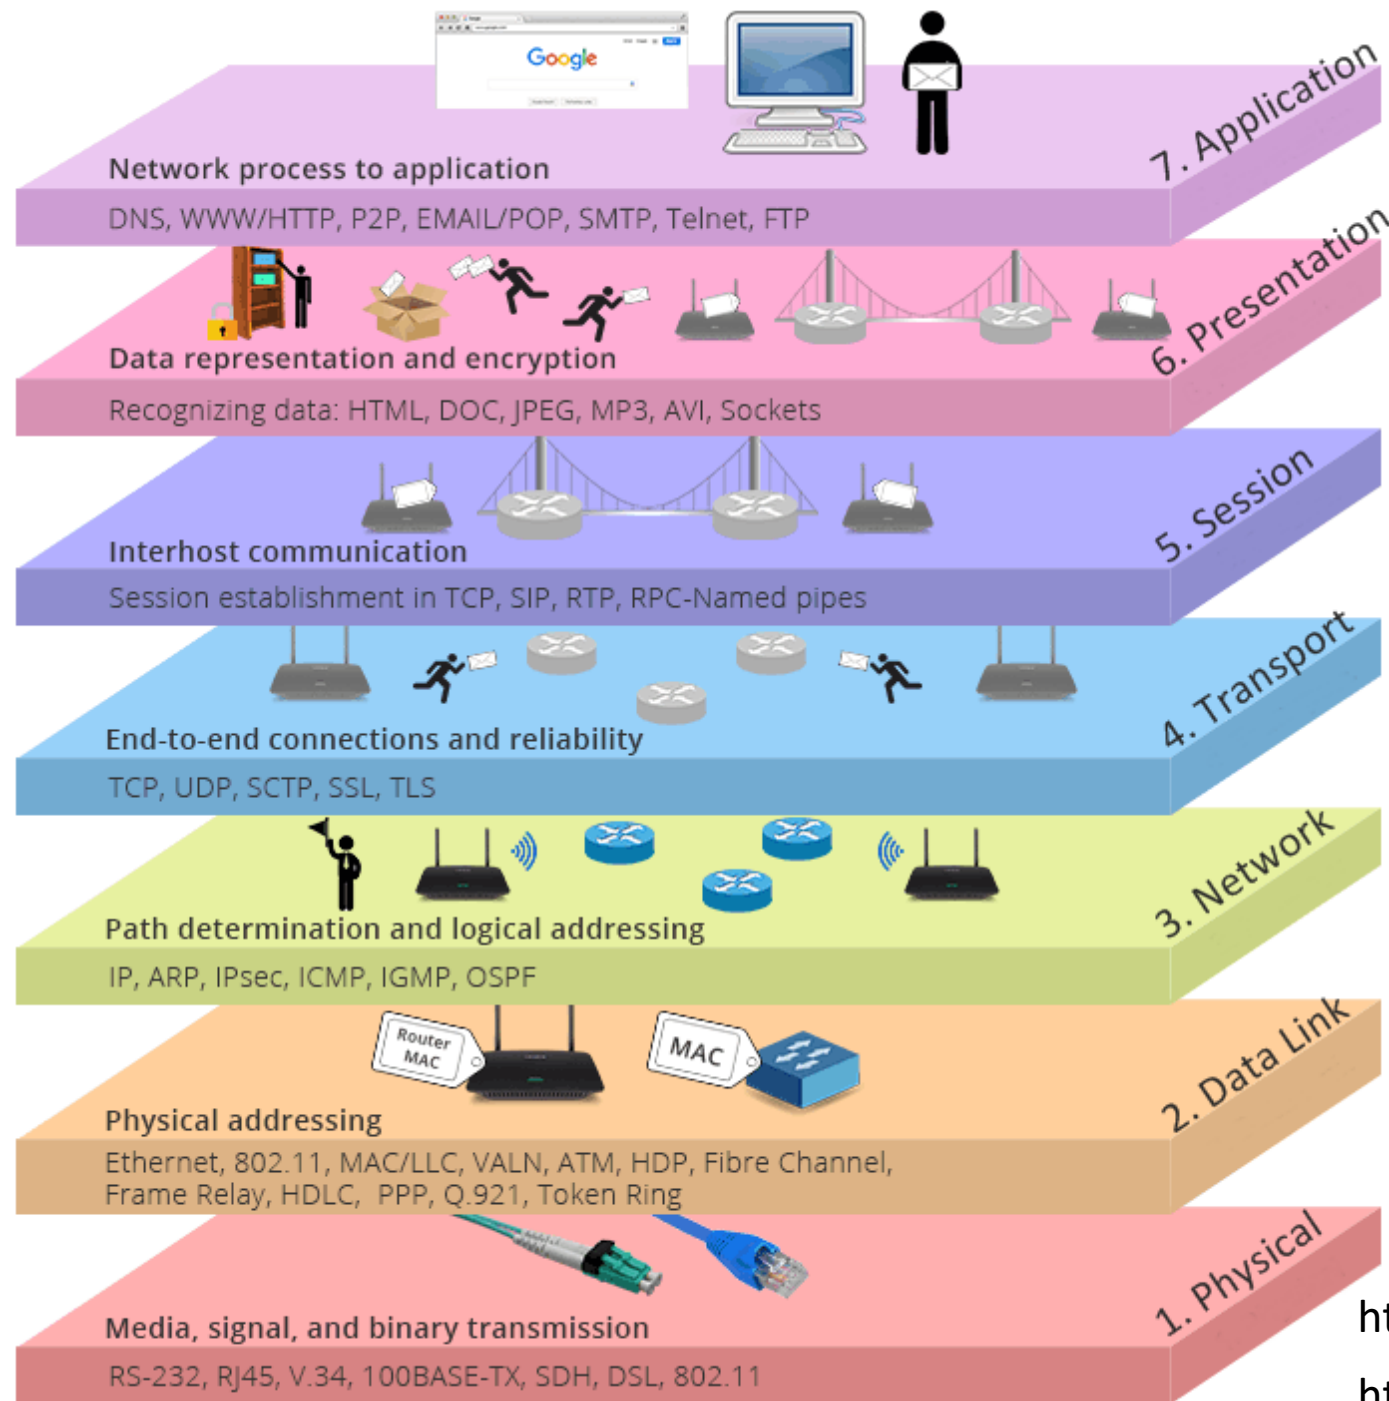 Google
7. Application
Network process to application
DNS, WWW/HTTP, P2P, EMAIL/POP, SMTP, Telnet, FTP
6. Presentation
Data representation and encryption
Recognizing data: HTML, DOC, JPEG, MP3, AVI, Sockets
5. Session
Interhost communication
Session establishment in TCP, SIP, RTP, RPC-Named pipes
4. Transport
End-to-end connections and reliability
TCP, UDP, SCTP, SSL, TLS
3. Network
Path determination and logical addressing
IP, ARP, IPsec, ICMP, IGMP, OSPF
Router
MAC
MAC
2. Data Link
Physical addressing
Ethernet, 802.11, MAC/LLC, VALN, ATM, HDP, Fibre Channel,
Frame Relay, HDLC, PPP, Q.921, Token Ring
1. Physical
Media, signal, and binary transmission
RS-232, RJ45, V.34, 100BASE-TX, SDH, DSL, 802.11
ht
ht